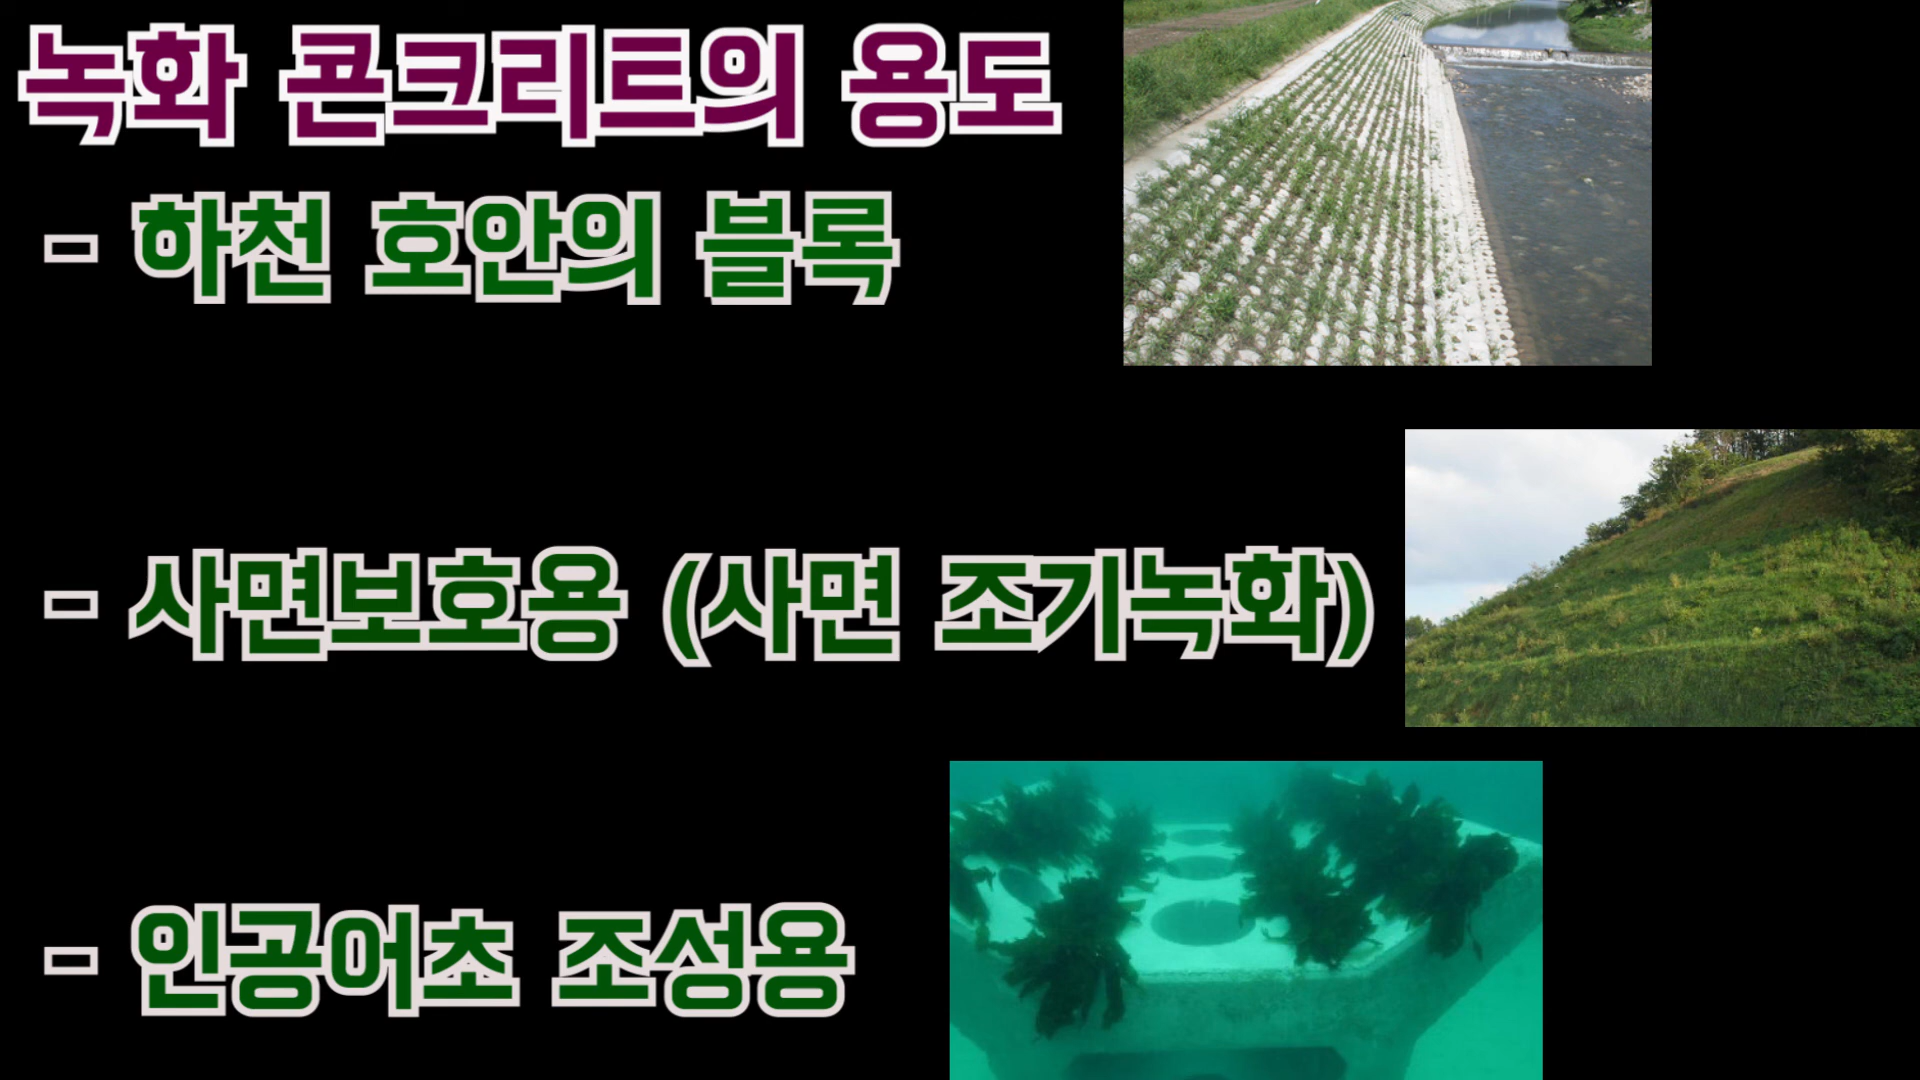 녹화 콘크리트의 용도
- 하천 호안의 블록
- 사면보호용 (사면 조기녹화)
- 인공어초 조성용